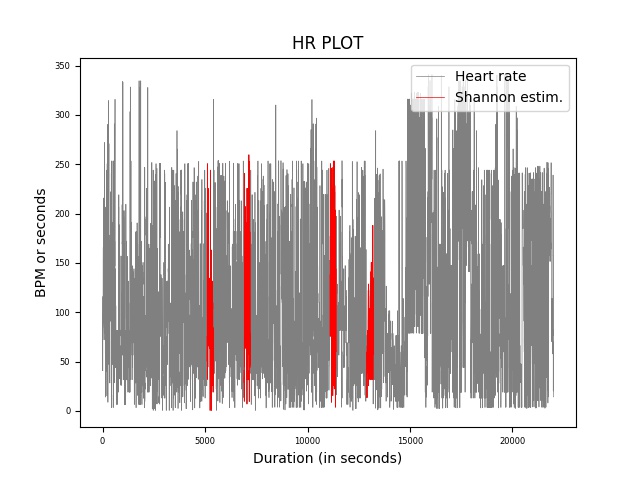 HR PLOT
Heart rate
Shannon estim.
BPM or seconds
350
300
250
200
150
100
50
0
0 5000 10000 15000 20000
Duration (in seconds)